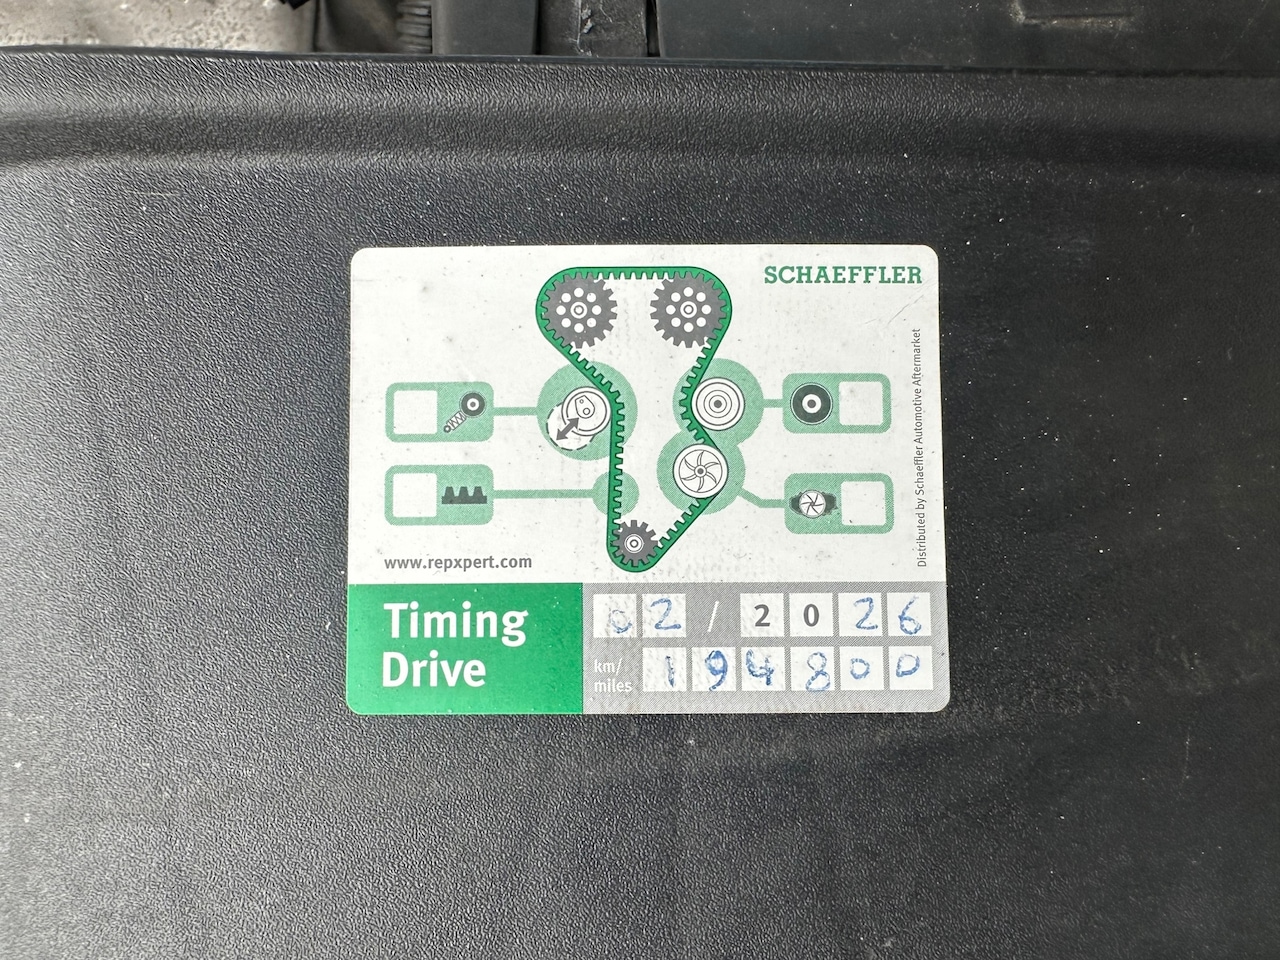 SCHAEFFLER
Distributed by Schaeffler Automotive Aftermarket
www.repxpert.com
Timing
Drive
02 / 2026
km/
miles
194800